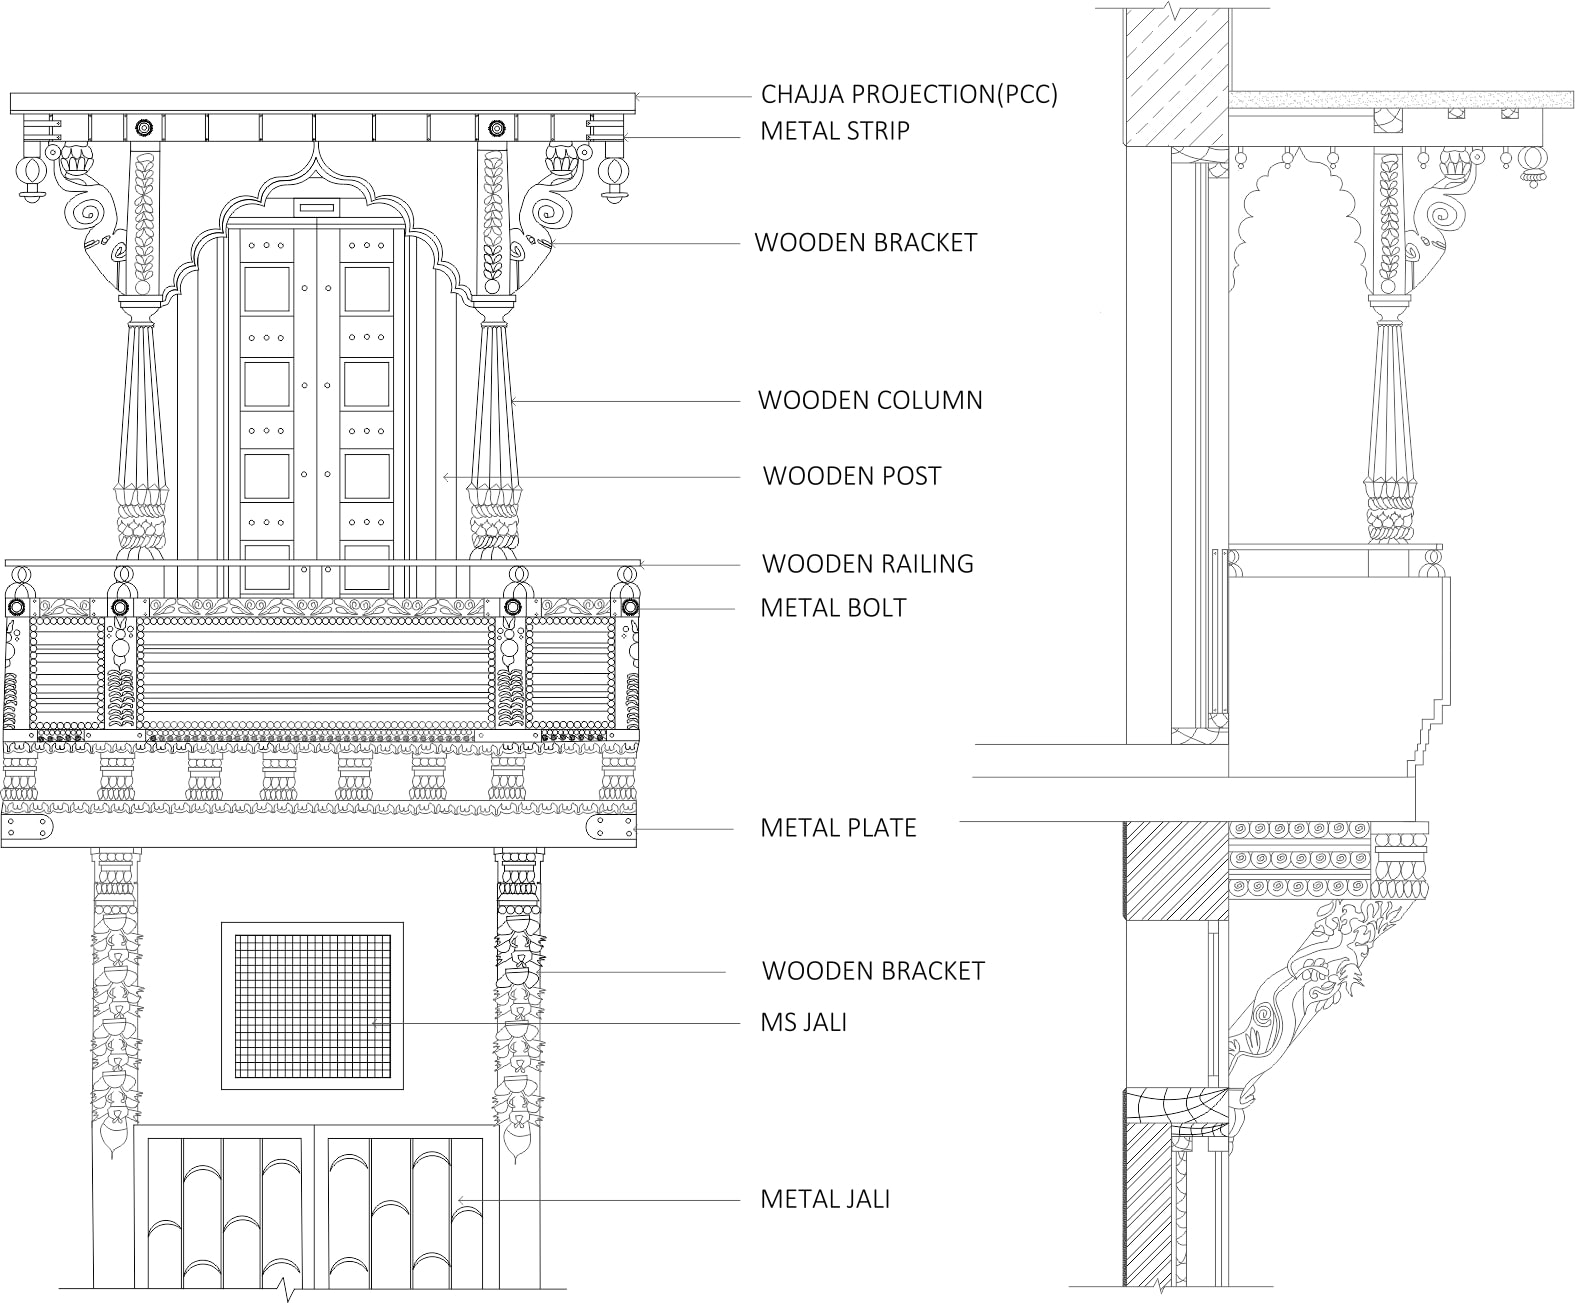 CHAJJA PROJECTION(PCC)
METAL STRIP
WOODEN BRACKET
WOODEN COLUMN
WOODEN POST
WOODEN RAILING
METAL BOLT
METAL PLATE
WOODEN BRACKET
MS JALI
METAL JALI